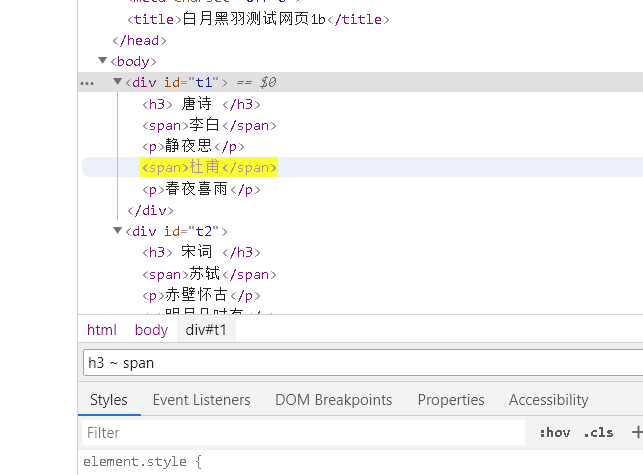 <title>白月黑羽测试网页1b</title>
</head>
▼<body>
… ▼<div id="t1"> == $0
<h3> 唐诗 </h3>
<span>李白</span>
<p>静夜思</p>
<span>杜甫</span>
<p>春夜喜雨</p>
</div>
▼<div id="t2">
<h3> 宋词 </h3>
<span>苏轼</span>
<p>赤壁怀古</p>
html body div#t1
h3 ~ span
Styles Event Listeners DOM Breakpoints Properties Accessibility
Filter :hov .cls +
element.style {